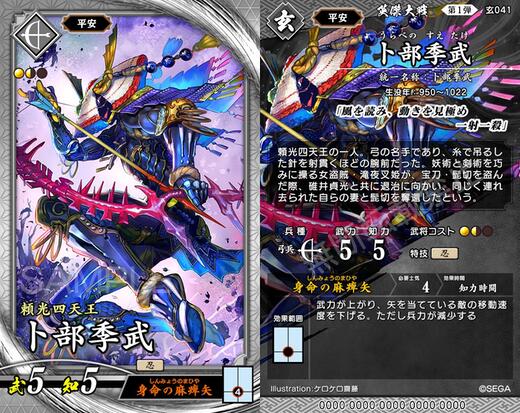 平安
頼光四天王
卜部季武
忍
武5 知5
しんみょうのまひや
身命の麻痺矢
4
玄
平安
英傑大戦
第1弾
玄041
うらべの すえ たけ
卜部季武
統一名称：卜部季武
生没年：950～1022
「風を読み、動きを見極め
一射一殺」
頼光四天王の一人。弓の名手であり、糸で吊るし
た針を射貫くほどの腕前だった。妖術と剣術を巧
みに操る女盗賊、滝夜叉姫が、宝刀・髭切を盗ん
だ際、碓井貞光と共に退治に向かい、同じく連れ
去られた自らの妻と髭切を奪還したという。
兵種 武力 知力 武将コスト
弓兵 5 5 特技 忍
しんみょうのまひや
身命の麻痺矢
必要士気
4
効果時間
知力時間
効果範囲
武力が上がり、矢を当てている敵の移動速
度を下げる。ただし兵力が減少する
Illustration:ケロケロ齋藤
©SEGA
0000 0000 0000 0000 0000